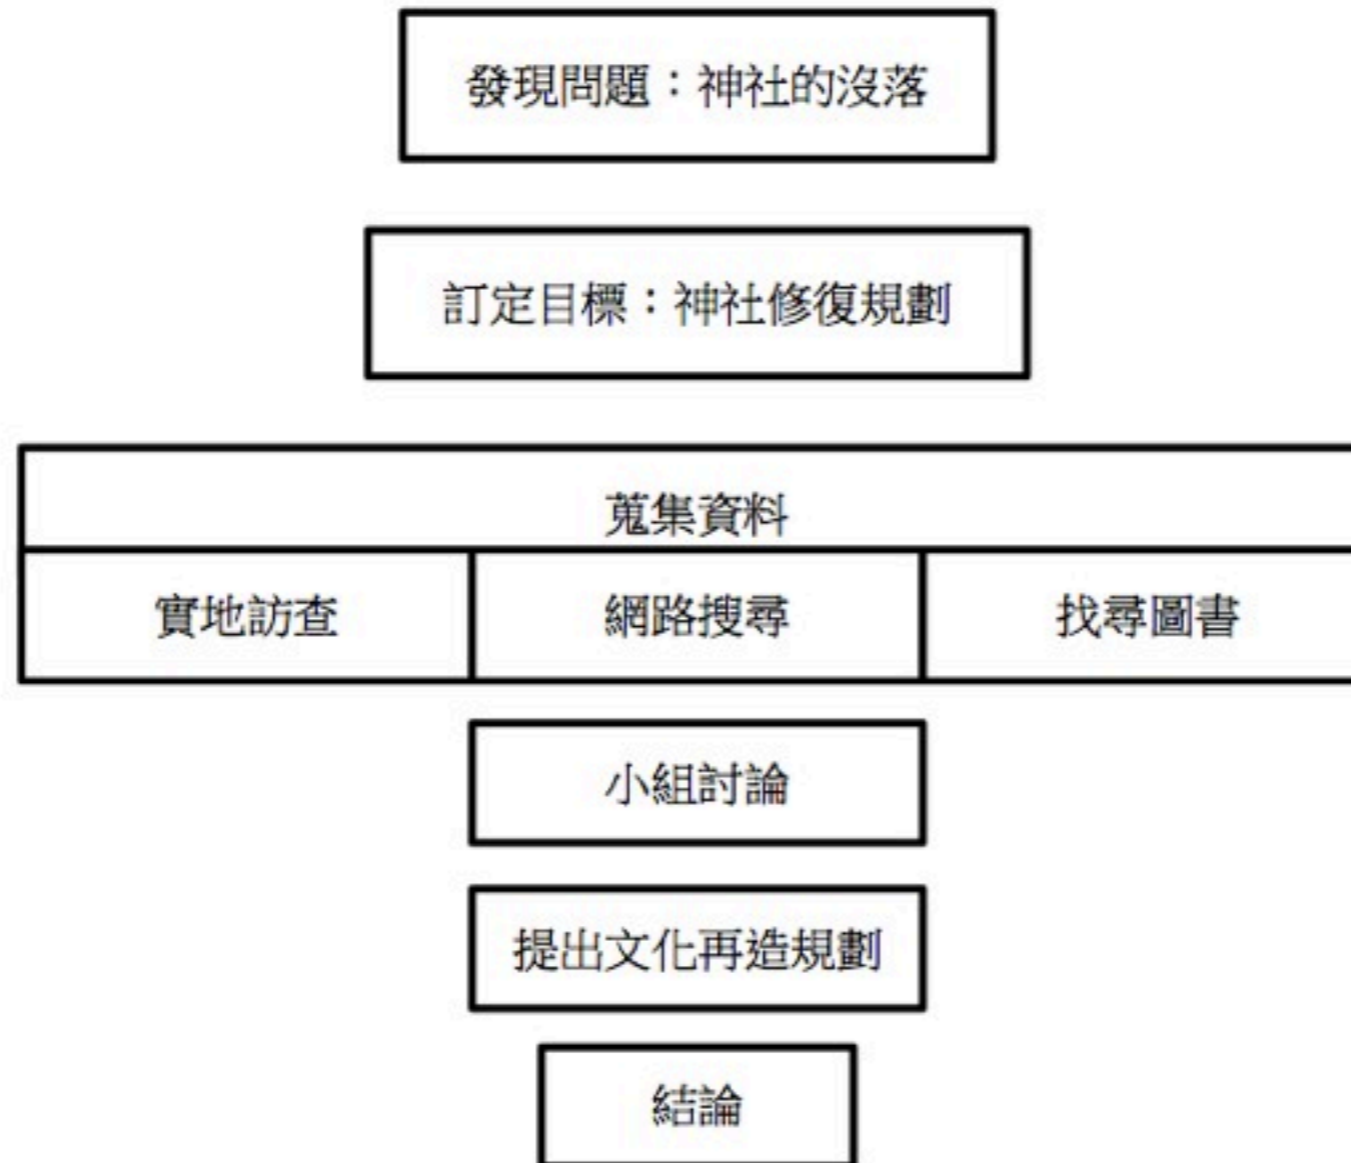 發現問題：神社的沒落
訂定目標：神社修復規劃
蒐集資料
實地訪查
網路搜尋
找尋圖書
小組討論
提出文化再造規劃
結論